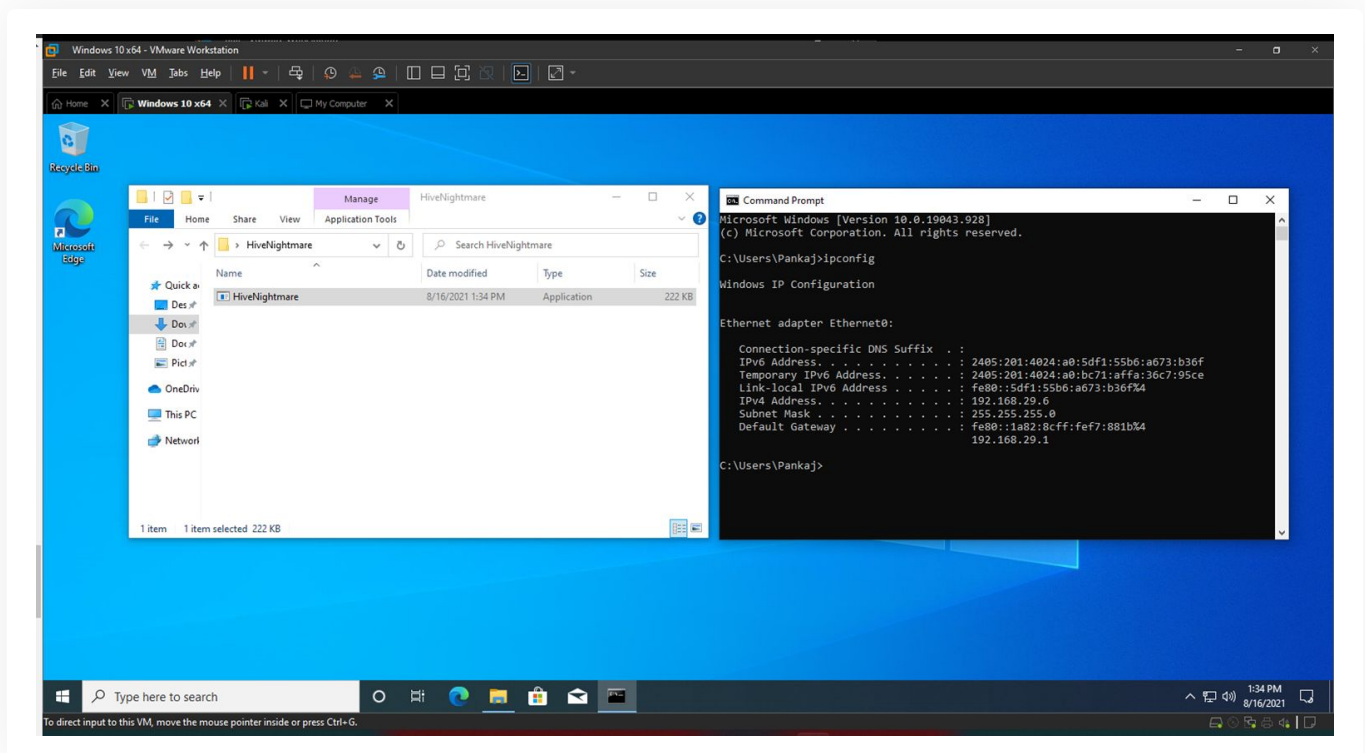 Windows 10 x64 - VMware Workstation
File Edit View VM Tabs Help
Home Windows 10 x64 Kali My Computer
Recycle Bin
Microsoft
Edge
Manage HiveNightmare
File Home Share View Application Tools
HiveNightmare Search HiveNightmare
Name Date modified Type Size
HiveNightmare 8/16/2021 1:34 PM Application 222 KB
Quick a
Des
Dov
Doc
Pict
OneDriv
This PC
Network
1 item 1 item selected 222 KB
Command Prompt
Microsoft Windows [Version 10.0.19043.928]
(c) Microsoft Corporation. All rights reserved.
C:\Users\Pankaj>ipconfig
Windows IP Configuration
Ethernet adapter Ethernet0:
Connection-specific DNS Suffix . :
IPv6 Address. . . . . . . . . . . : 2405:201:4024:a0:5df1:55b6:a673:b36f
Temporary IPv6 Address. . . . . . : 2405:201:4024:a0:bc71:affa:36c7:95ce
Link-local IPv6 Address . . . . . : fe80::5df1:55b6:a673:b36f%4
IPv4 Address. . . . . . . . . . . : 192.168.29.6
Subnet Mask . . . . . . . . . . . : 255.255.255.0
Default Gateway . . . . . . . . . : fe80::1a82:8cff:fef7:881b%4
192.168.29.1
C:\Users\Pankaj>
Type here to search
1:34 PM
8/16/2021
To direct input to this VM, move the mouse pointer inside or press Ctrl+G.